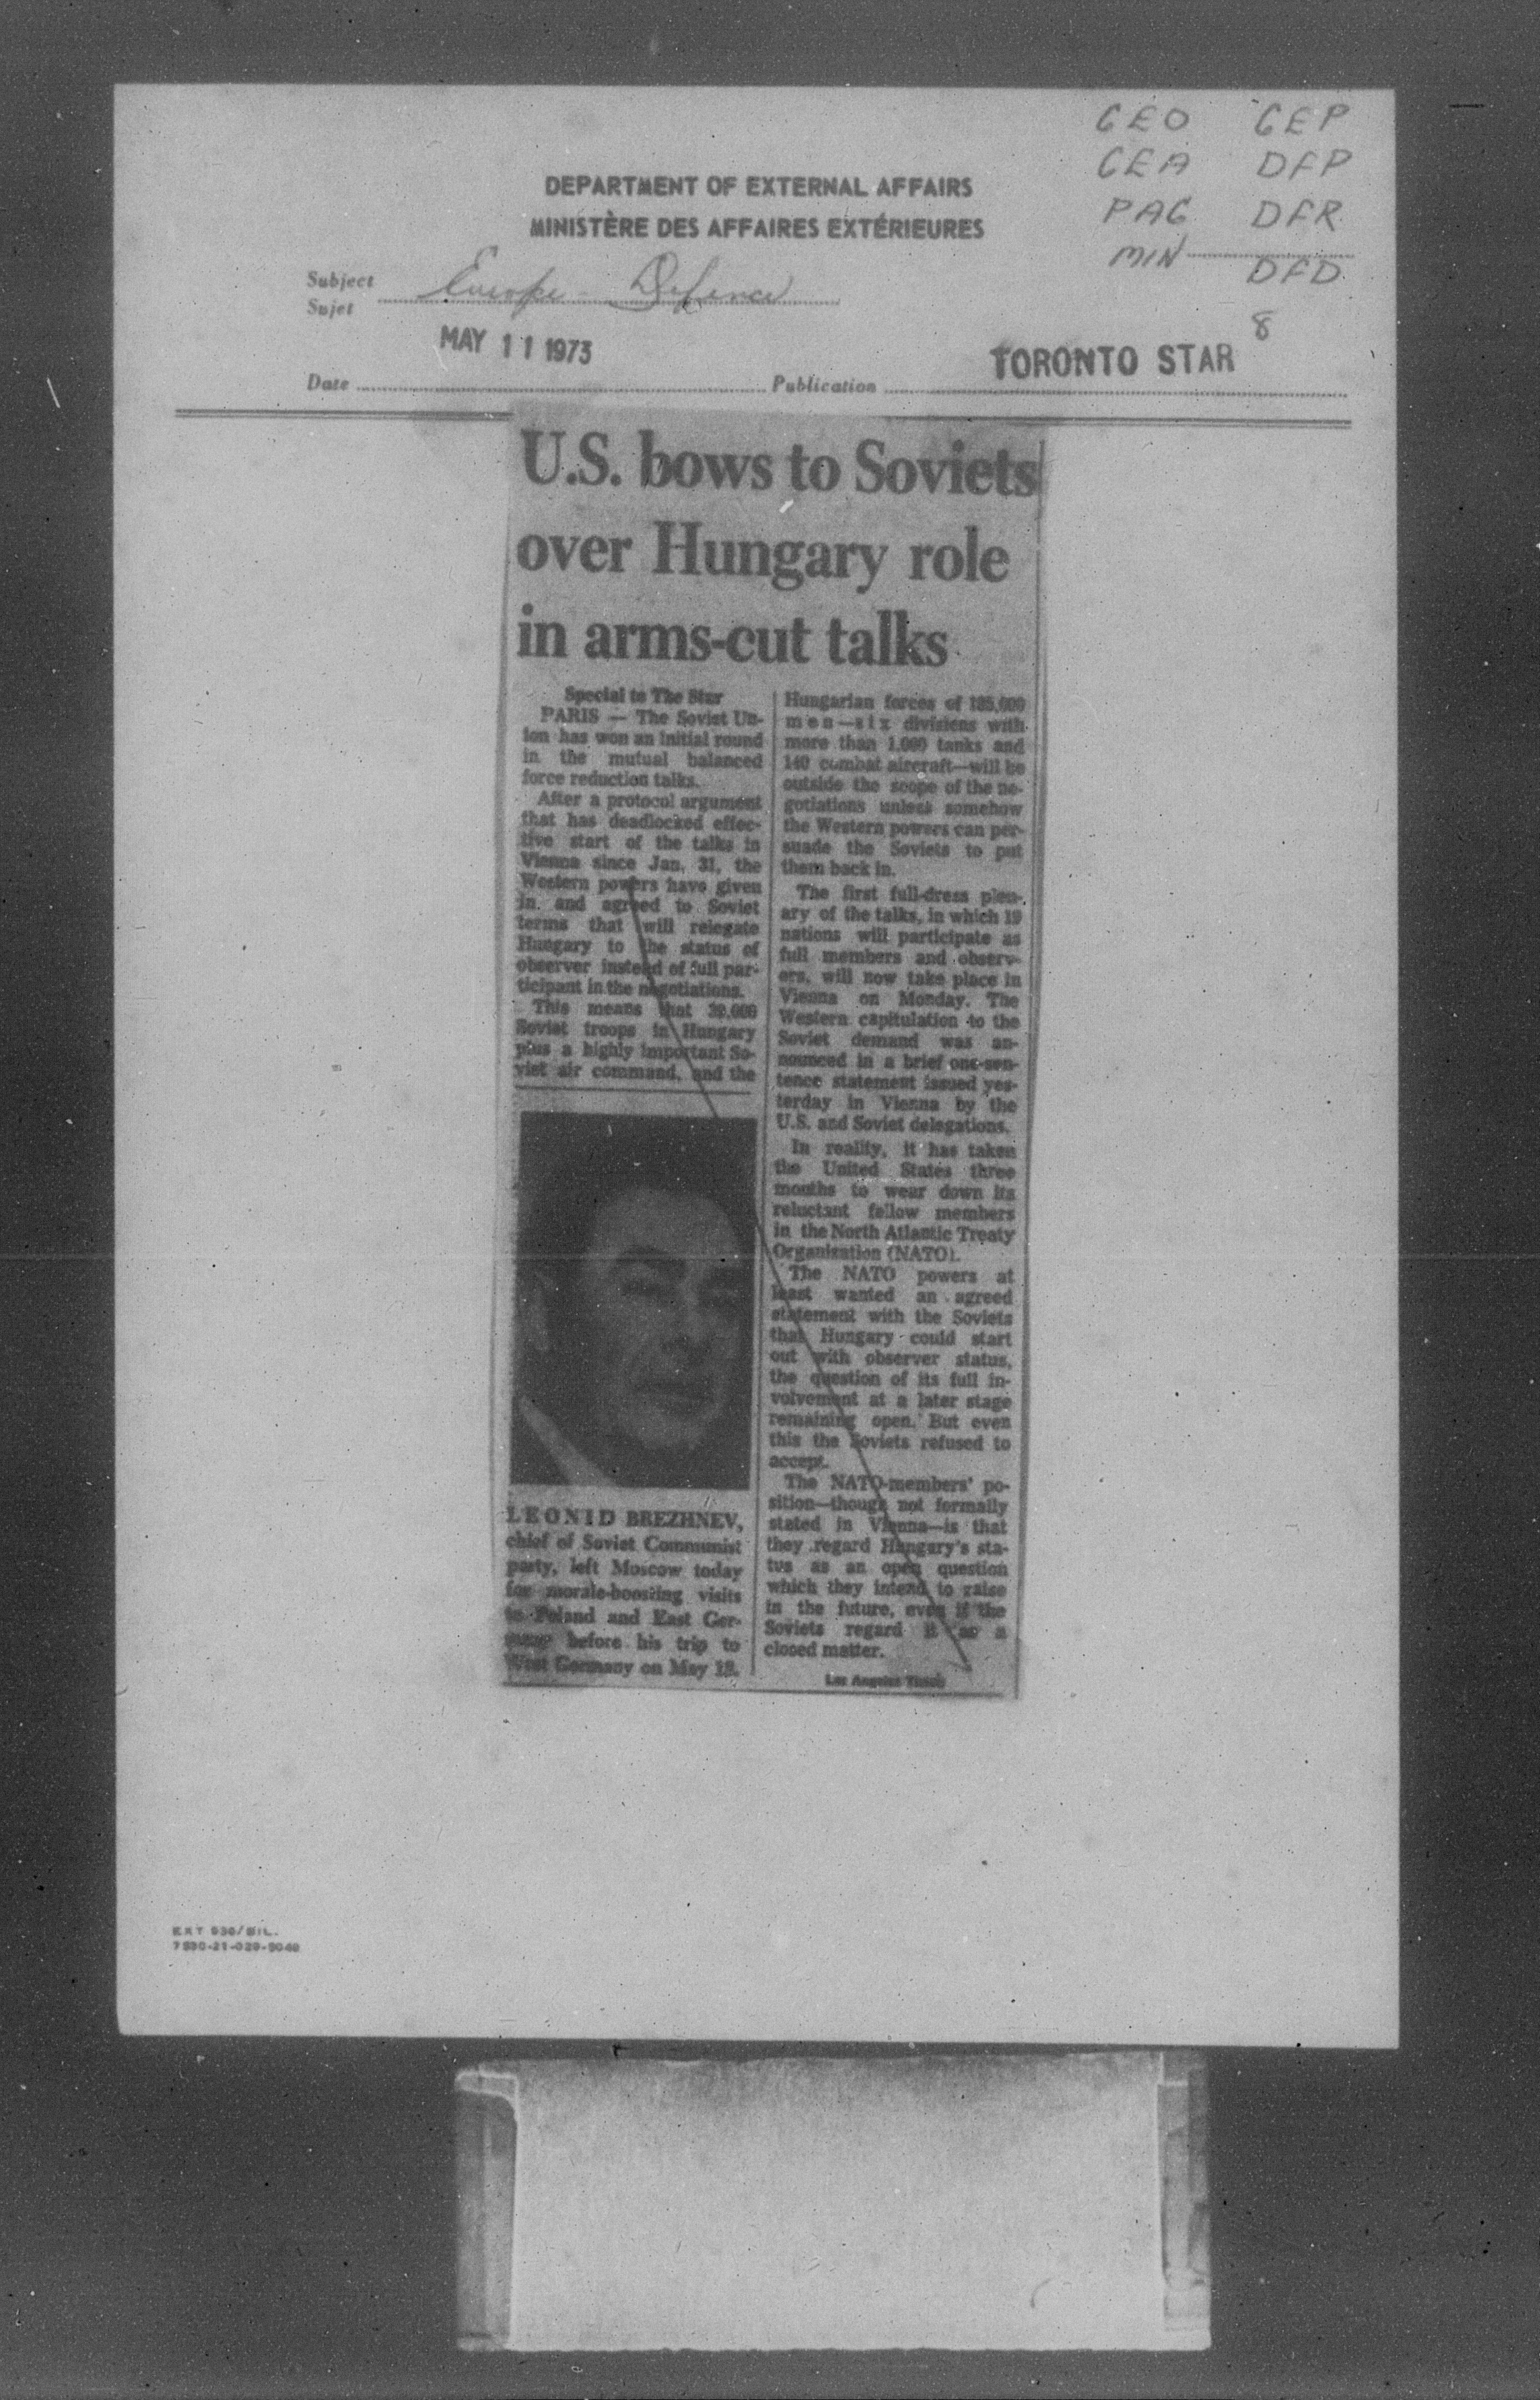 GEO GEP
GEA DFP
PAG DFR
MIN
DFD
8
DEPARTMENT OF EXTERNAL AFFAIRS
MINISTÈRE DES AFFAIRES EXTÉRIEURES
Subject
Sujet
Europe - Defence
MAY 11 1973
TORONTO STAR
Date
Publication
U.S. bows to Soviets
over Hungary role
in arms-cut talks
Special to The Star
PARIS — The Soviet Un-
ion has won an initial round
in the mutual balanced
force reduction talks.
After a protocol argument
that has deadlocked effec-
tive start of the talks in
Vienna since Jan. 31, the
Western powers have given
in and agreed to Soviet
terms that will relegate
Hungary to the status of
observer instead of full par-
ticipant in the negotiations.
This means that
Soviet troops in Hungary
plus a highly important So-
viet air command, and the
LEONID BREZHNEV,
chief of Soviet Communist
party, left Moscow today
for morale-boosting visits
to Poland and East Ger-
many before his trip to
West Germany on May 18.
Hungarian forces of
men—six divisions with
more than 1,000 tanks and
140 combat aircraft—will be
outside the scope of the ne-
gotiations unless somehow
the Western powers can per-
suade the Soviets to put
them back in.
The first full-dress plen-
ary of the talks, in which 19
nations will participate as
full members and observ-
ers, will now take place in
Vienna on Monday. The
Western capitulation to the
Soviet demand was an-
nounced in a brief one-sen-
tence statement issued yes-
terday in Vienna by the
U.S. and Soviet delegations.
In reality, it has taken
the United States three
months to wear down its
reluctant fellow members
in the North Atlantic Treaty
Organization (NATO).
The NATO powers at
least wanted an agreed
statement with the Soviets
that Hungary could start
out with observer status,
the question of its full in-
volvement at a later stage
remaining open. But even
this the Soviets refused to
accept.
The NATO-members' po-
sition—though not formally
stated in Vienna—is that
they regard Hungary's sta-
tus as an open question
which they intend to raise
in the future, even if the
Soviets regard it as a
closed matter.
Los Angeles Times
EXT 930/BIL.
7530-21-029-5040